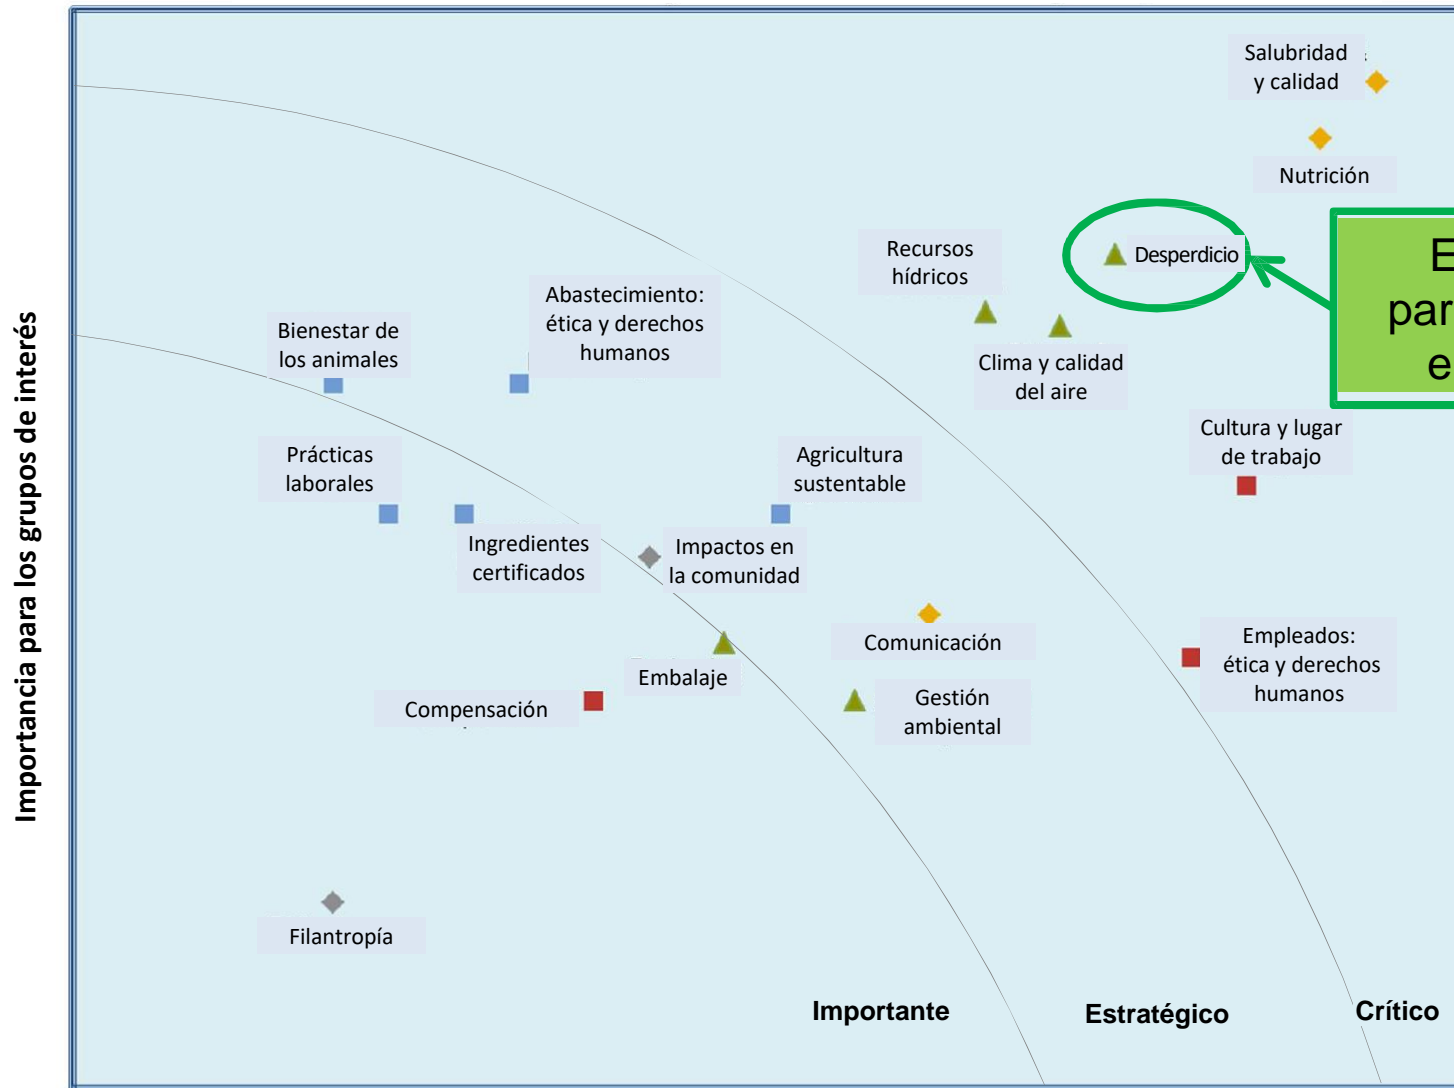 Importancia para los grupos de interés
Salubridad
y calidad
Nutrición
Desperdicio
Recursos
hídricos
E
par
e
Abastecimiento:
ética y derechos
humanos
Bienestar de
los animales
Clima y calidad
del aire
Cultura y lugar
de trabajo
Prácticas
laborales
Agricultura
sustentable
Ingredientes
certificados
Impactos en
la comunidad
Comunicación
Empleados:
ética y derechos
humanos
Embalaje
Compensación
Gestión
ambiental
Filantropía
Importante
Estratégico
Crítico